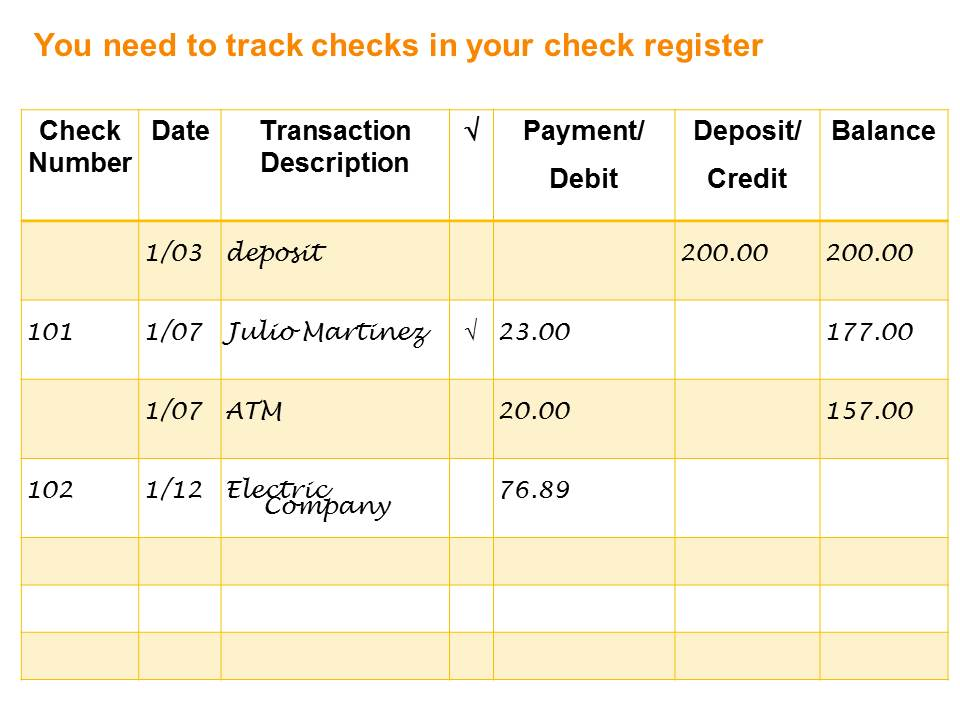 You need to track checks in your check register
Check Number Date Transaction Description √ Payment/ Debit Deposit/ Credit Balance
1/03 deposit 200.00 200.00
101 1/07 Julio Martinez √ 23.00 177.00
1/07 ATM 20.00 157.00
102 1/12 Electric Company 76.89